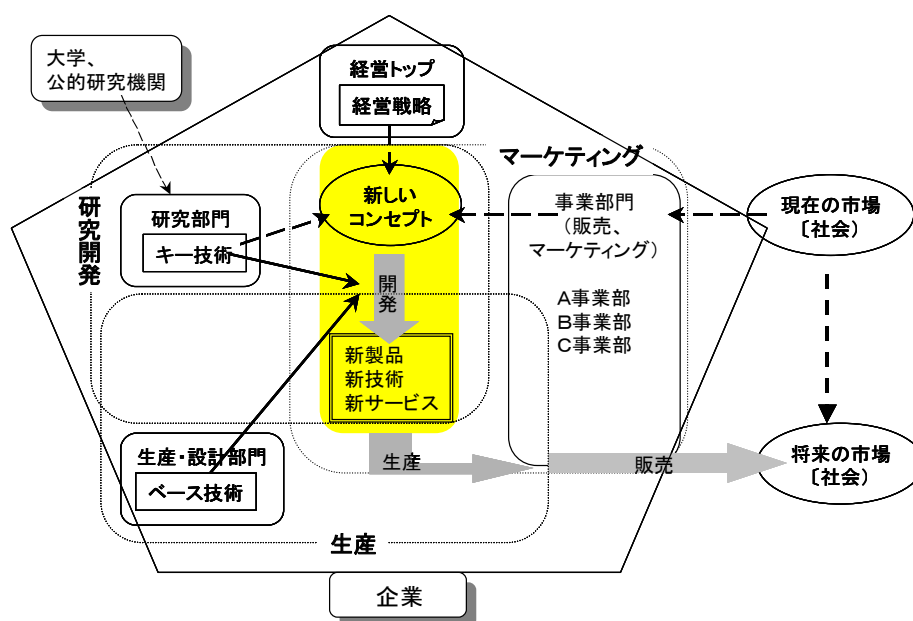 大学、
公的研究機関
経営トップ
経営戦略
マーケティング
研究開発
研究部門
キー技術
新しい
コンセプト
事業部門
(販売、
マーケティング)
A事業部
B事業部
C事業部
現在の市場
〔社会〕
開発
新製品
新技術
新サービス
生産・設計部門
ベース技術
生産
販売
将来の市場
〔社会〕
生産
企業